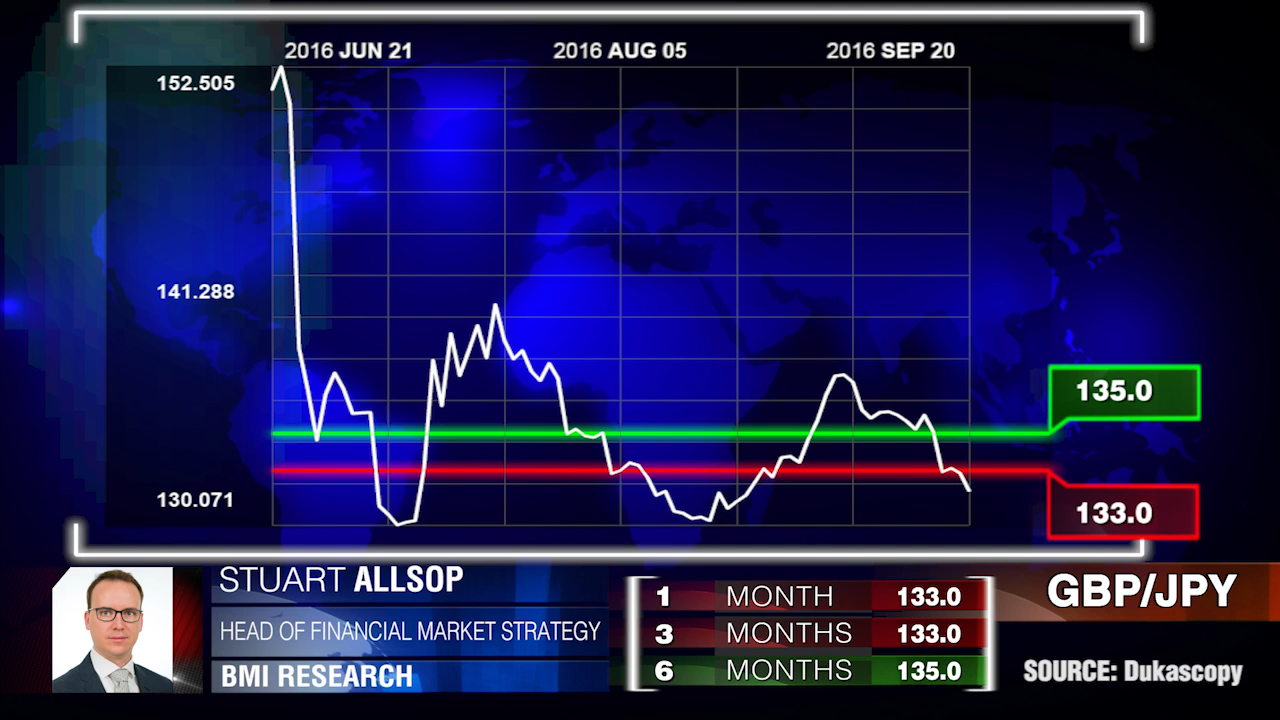 2016 JUN 21 2016 AUG 05 2016 SEP 20
152.505
141.288
130.071
135.0
133.0
STUART ALLSOP
HEAD OF FINANCIAL MARKET STRATEGY
BMI RESEARCH
1 MONTH 133.0
3 MONTHS 133.0
6 MONTHS 135.0
GBP/JPY
SOURCE: Dukascopy